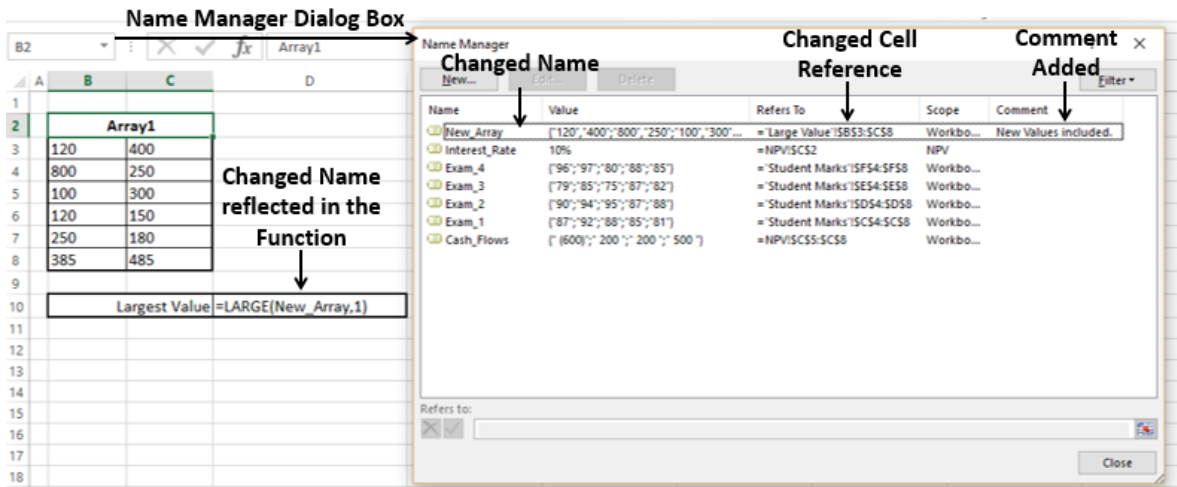 Name Manager Dialog Box
B2 fx Array1
A B C D
1
2 Array1
3 120 400
4 800 250
5 100 300
6 120 150
7 250 180
8 385 485
9
10 Largest Value =LARGE(New_Array,1)
11
12
13
14
15
16
17
18
Changed Name
reflected in the
Function
Name Manager
Changed Name
Changed Cell
Reference
Comment
Added
New... Edit... Delete Filter
Name Value Refers To Scope Comment
New_Array {"120","400";"800","250";"100","300"... ='Large Value'!$B$3:$C$8 Workbo... New Values included.
Interest_Rate 10% =NPV!$C$2 NPV
Exam_4 {"96";"97";"80";"88";"85"} ='Student Marks'!$F$4:$F$8 Workbo...
Exam_3 {"79";"85";"75";"87";"82"} ='Student Marks'!$E$4:$E$8 Workbo...
Exam_2 {"90";"94";"95";"87";"88"} ='Student Marks'!$D$4:$D$8 Workbo...
Exam_1 {"87";"92";"88";"85";"81"} ='Student Marks'!$C$4:$C$8 Workbo...
Cash_Flows {" (600)";" 200 ";" 200 ";" 500 "} =NPV!$C$5:$C$8 Workbo...
Refers to:
Close